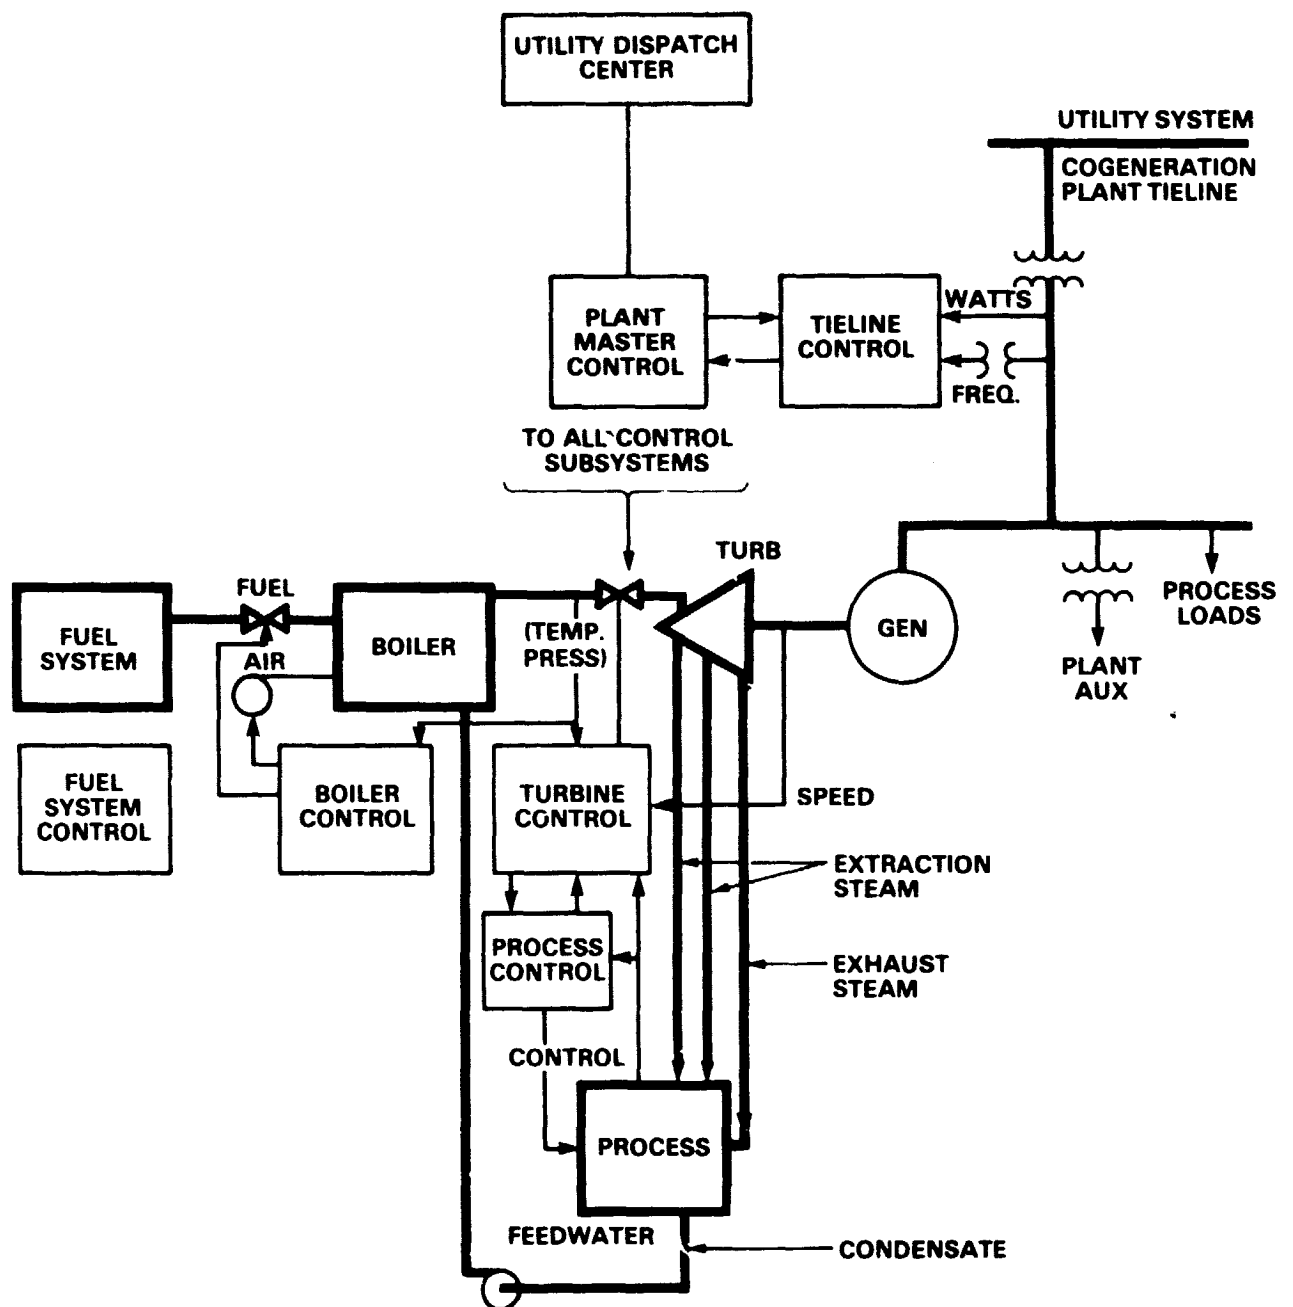 UTILITY DISPATCH
CENTER
UTILITY SYSTEM
COGENERATION
PLANT TIELINE
PLANT
MASTER
CONTROL
TIELINE
CONTROL
WATTS
FREQ.
TO ALL CONTROL
SUBSYSTEMS
TURB
FUEL
SYSTEM
FUEL
AIR
BOILER
(TEMP.
PRESS)
GEN
PROCESS
LOADS
PLANT
AUX
FUEL
SYSTEM
CONTROL
BOILER
CONTROL
TURBINE
CONTROL
SPEED
EXTRACTION
STEAM
PROCESS
CONTROL
EXHAUST
STEAM
CONTROL
PROCESS
FEEDWATER
CONDENSATE